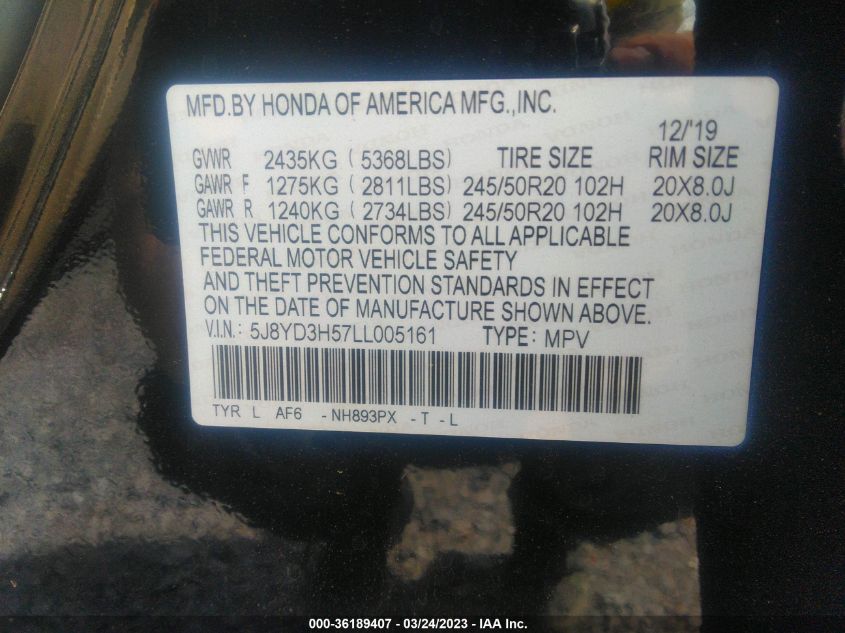 MFD.BY HONDA OF AMERICA MFG.,INC.
12/'19
GVWR 2435KG ( 5368LBS) TIRE SIZE RIM SIZE
GAWR F 1275KG ( 2811LBS) 245/50R20 102H 20X8.0J
GAWR R 1240KG ( 2734LBS) 245/50R20 102H 20X8.0J
THIS VEHICLE CONFORMS TO ALL APPLICABLE
FEDERAL MOTOR VEHICLE SAFETY
AND THEFT PREVENTION STANDARDS IN EFFECT
ON THE DATE OF MANUFACTURE SHOWN ABOVE.
V.I.N.: 5J8YD3H57LL005161 TYPE: MPV
TYR L AF6 - NH893PX - T - L
000-36189407 - 03/24/2023 - IAA Inc.